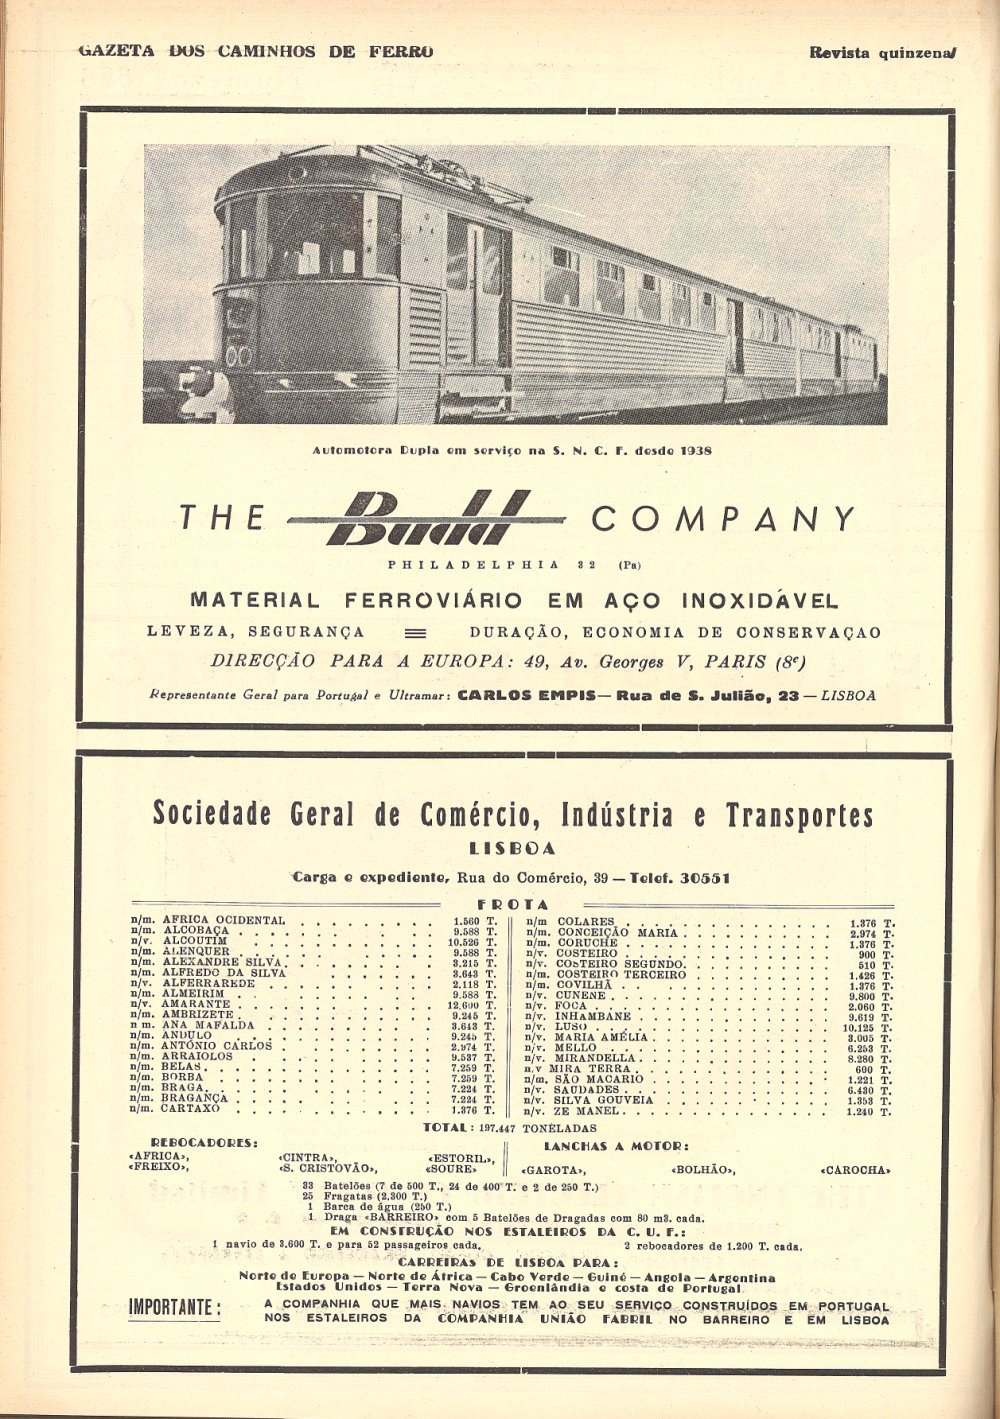 GAZETA DOS CAMINHOS DE FERRO
Revista quinzenal
Automotora Dupla em serviço na S. N. C. F. desde 1938
THE Budd COMPANY
PHILADELPHIA 32 (Pa)
MATERIAL FERROVIÁRIO EM AÇO INOXIDÁVEL
LEVEZA, SEGURANÇA DURAÇÃO, ECONOMIA DE CONSERVAÇAO
DIRECÇÃO PARA A EUROPA: 49, Av. Georges V, PARIS (8e)
Representante Geral para Portugal e Ultramar: CARLOS EMPIS — Rua de S. Julião, 23 — LISBOA
Sociedade Geral de Comércio, Indústria e Transportes
LISBOA
Carga e expediente, Rua do Comércio, 39 — Telef. 30551
FROTA
n/m. AFRICA OCIDENTAL . . . . . . . 1.560 T.
n/m. ALCOBAÇA . . . . . . . . . . 9.588 T.
n/v. ALCOUTIM . . . . . . . . . 10.526 T.
n/m. ALENQUER . . . . . . . . . . 9.588 T.
n/m. ALEXANDRE SILVA . . . . . . . . 3.215 T.
n/m. ALFREDO DA SILVA . . . . . . . 3.643 T.
n/v. ALFERRAREDE . . . . . . . . 2.118 T.
n/m. ALMEIRIM . . . . . . . . . . 9.588 T.
n/v. AMARANTE . . . . . . . . . . 12.600 T.
n/m. AMBRIZETE . . . . . . . . . . 9.245 T.
n m. ANA MAFALDA . . . . . . . . . 3.643 T.
n/m. ANDULO . . . . . . . . . . . 9.245 T.
n/m. ANTÓNIO CARLOS . . . . . . . . 2.974 T.
n/m. ARRAIOLOS . . . . . . . . . 9.537 T.
n/m. BELAS . . . . . . . . . . . . 7.259 T.
n/m. BORBA . . . . . . . . . . . 7.259 T.
n/m. BRAGA . . . . . . . . . . . . 7.224 T.
n/m. BRAGANÇA . . . . . . . . . . 7.224 T.
n/m. CARTAXO . . . . . . . . . . 1.376 T.
n/m COLARES . . . . . . . . . . . 1.376 T.
n/m. CONCEIÇÃO MARIA . . . . . . . . 2.974 T.
n/m. CORUCHE . . . . . . . . . . . 1.376 T.
n/v. COSTEIRO . . . . . . . . . . . 900 T.
n/v. COSTEIRO SEGUNDO. . . . . . . . 510 T.
n/m. COSTEIRO TERCEIRO . . . . . . . 1.426 T.
n/m. COVILHÃ . . . . . . . . . . . 1.376 T.
n/v. CUNENE . . . . . . . . . . . . 9.800 T.
n/v. FOCA . . . . . . . . . . . . . 2.060 T.
n/v. INHAMBANE . . . . . . . . . . 9.619 T.
n/v. LUSO . . . . . . . . . . . . 10.125 T.
n/v. MARIA AMÉLIA . . . . . . . . . 3.005 T.
n/v. MELLO . . . . . . . . . . . . 6.253 T.
n/v. MIRANDELLA . . . . . . . . . . 8.280 T.
n.v MIRA TERRA . . . . . . . . . . 600 T.
n/m. SÃO MACARIO . . . . . . . . . 1.221 T.
n/v. SAUDADES . . . . . . . . . . . 6.430 T.
n/v. SILVA GOUVEIA . . . . . . . . . 1.353 T.
n/v. ZE MANEL . . . . . . . . . . . 1.240 T.
TOTAL: 197.447 TONELADAS
REBOCADORES:
«AFRICA», «CINTRA», «ESTORIL»,
«FREIXO», «S. CRISTOVÃO», «SOURE»
LANCHAS A MOTOR:
«GAROTA», «BOLHÃO», «CAROCHA»
33 Batelões (7 de 500 T., 24 de 400 T. e 2 de 250 T.)
25 Fragatas (2.300 T.)
1 Barca de água (250 T.)
1 Draga «BARREIRO» com 5 Batelões de Dragadas com 80 m3. cada.
EM CONSTRUÇÃO NOS ESTALEIROS DA C. U. F.:
1 navio de 3.600 T. e para 52 passageiros cada. 2 rebocadores de 1.200 T. cada.
CARREIRAS DE LISBOA PARA:
Norte de Europa — Norte de África — Cabo Verde — Guiné — Angola — Argentina
Estados Unidos — Terra Nova — Groenlândia e costa de Portugal
IMPORTANTE: A COMPANHIA QUE MAIS NAVIOS TEM AO SEU SERVIÇO CONSTRUÍDOS EM PORTUGAL
NOS ESTALEIROS DA COMPANHIA UNIÃO FABRIL NO BARREIRO E EM LISBOA